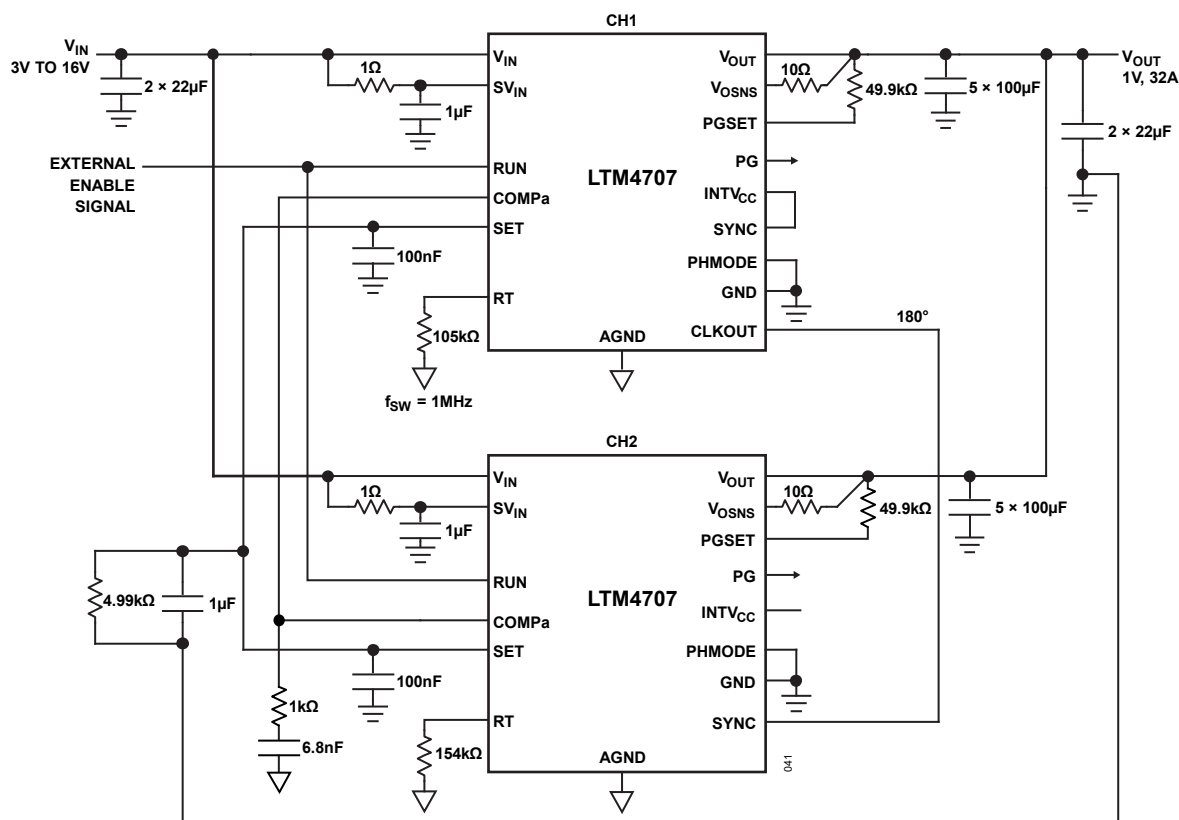 CH1
V_IN
3V TO 16V
2 × 22µF
1Ω
1µF
EXTERNAL
ENABLE
SIGNAL
100nF
105kΩ
f_SW = 1MHz
V_IN
SV_IN
RUN
COMPa
SET
RT
LTM4707
AGND
V_OUT
V_OSNS
PGSET
PG
INTV_CC
SYNC
PHMODE
GND
CLKOUT
10Ω
49.9kΩ
5 × 100µF
V_OUT
1V, 32A
2 × 22µF
180°
CH2
1Ω
1µF
4.99kΩ
1µF
100nF
1kΩ
6.8nF
154kΩ
V_IN
SV_IN
RUN
COMPa
SET
RT
LTM4707
AGND
V_OUT
V_OSNS
PGSET
PG
INTV_CC
PHMODE
GND
SYNC
10Ω
49.9kΩ
5 × 100µF
041